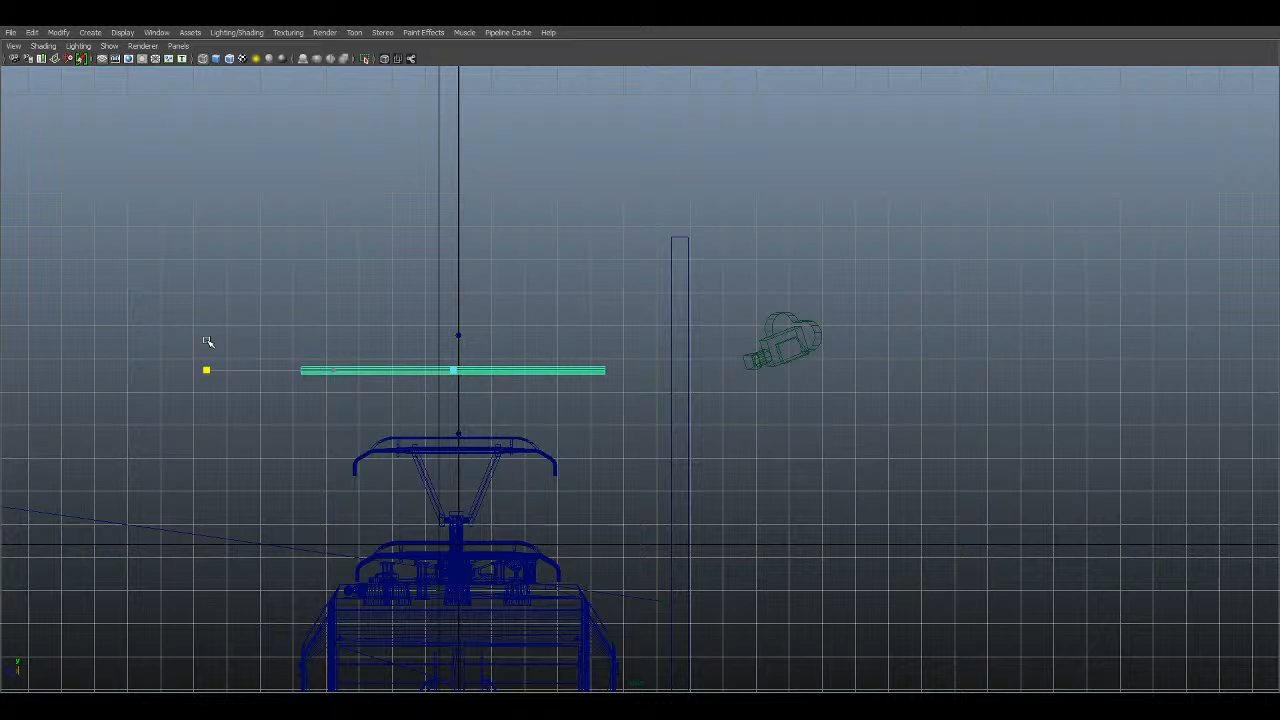 File Edit Modify Create Display Window Assets Lighting/Shading Texturing Render Toon Stereo Paint Effects Muscle Pipeline Cache Help
View Shading Lighting Show Renderer Panels
y